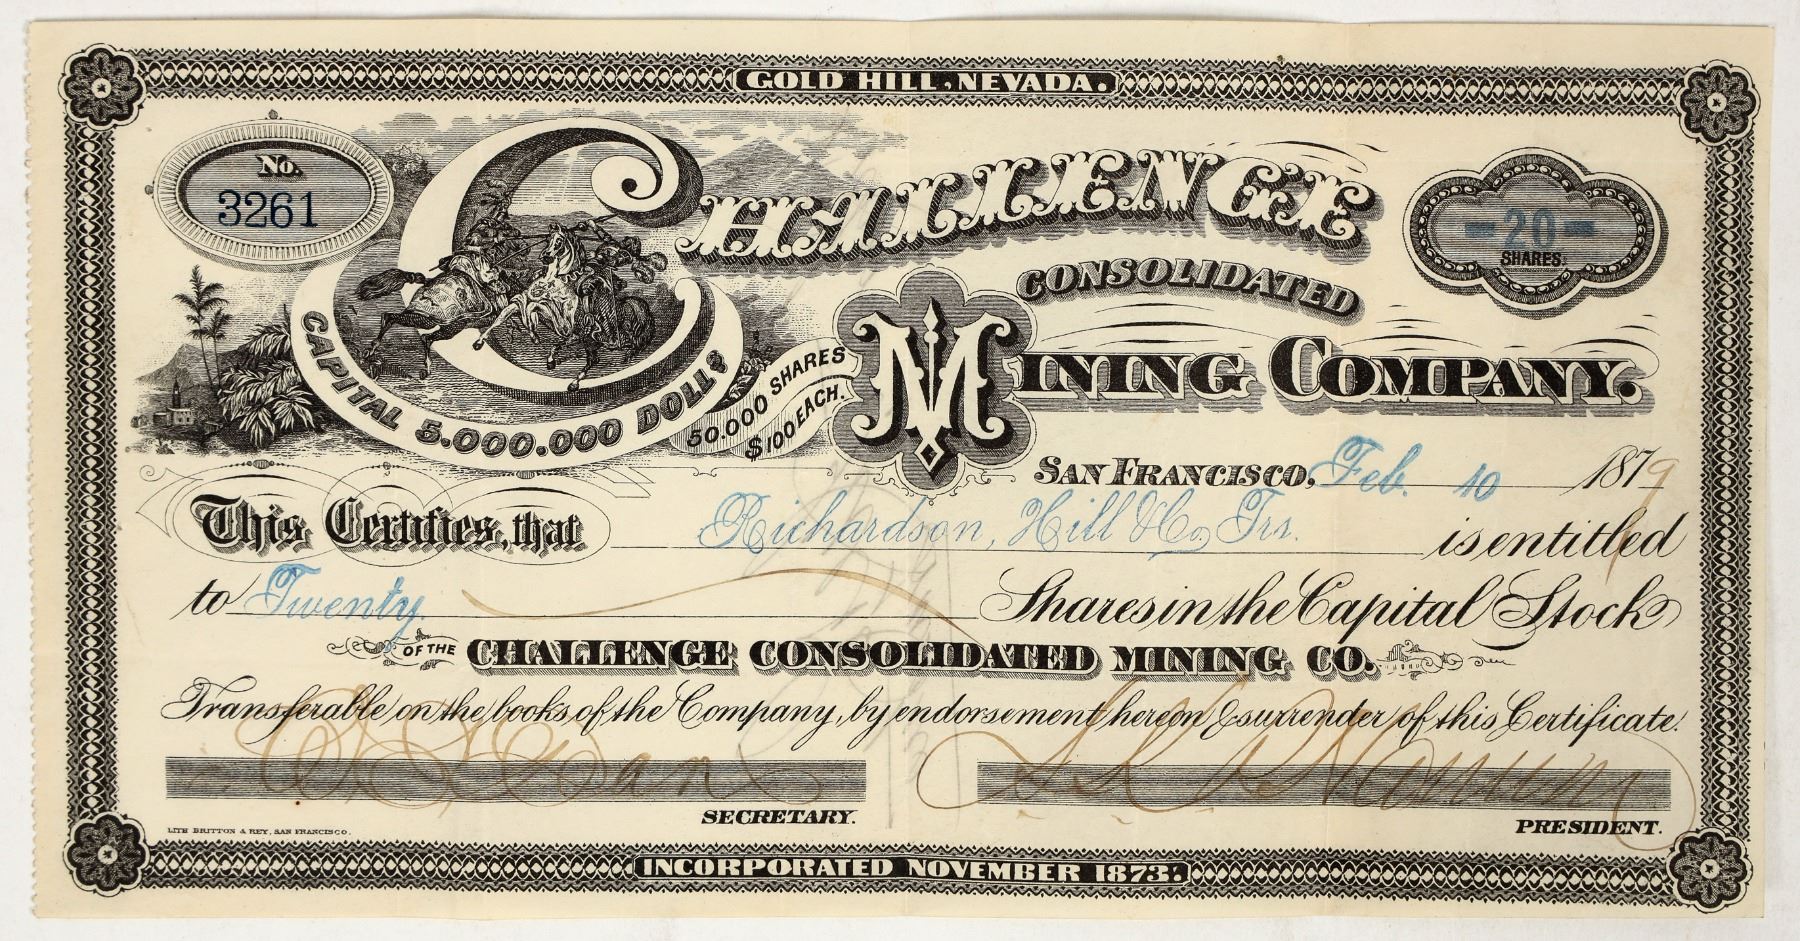 GOLD HILL, NEVADA.
No.
3261
CHALLENGE
CONSOLIDATED
MINING COMPANY.
-20-
SHARES.
CAPITAL 5.000.000 DOLLS
50.000 SHARES
$100 EACH.
SAN FRANCISCO, Feb. 10 1879
This Certifies, that Richardson, Hill & Co, Trs. is entitled
to Twenty Shares in the Capital Stock
OF THE CHALLENGE CONSOLIDATED MINING CO.
Transferable on the books of the Company, by endorsement hereon & surrender of this Certificate.
SECRETARY.
PRESIDENT.
LITH BRITTON & REY, SAN FRANCISCO.
INCORPORATED NOVEMBER 1873.